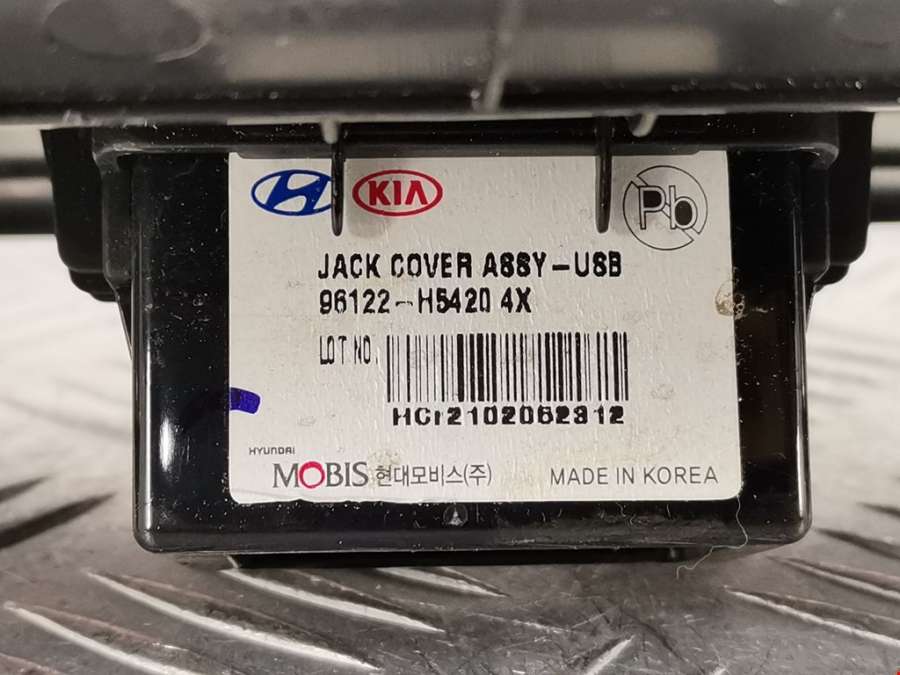 KIA
Pb
JACK COVER ASSY-USB
96122-H5420 4X
LOT NO.
HCr2102062312
HYUNDAI
MOBIS 현대모비스(주)
MADE IN KOREA